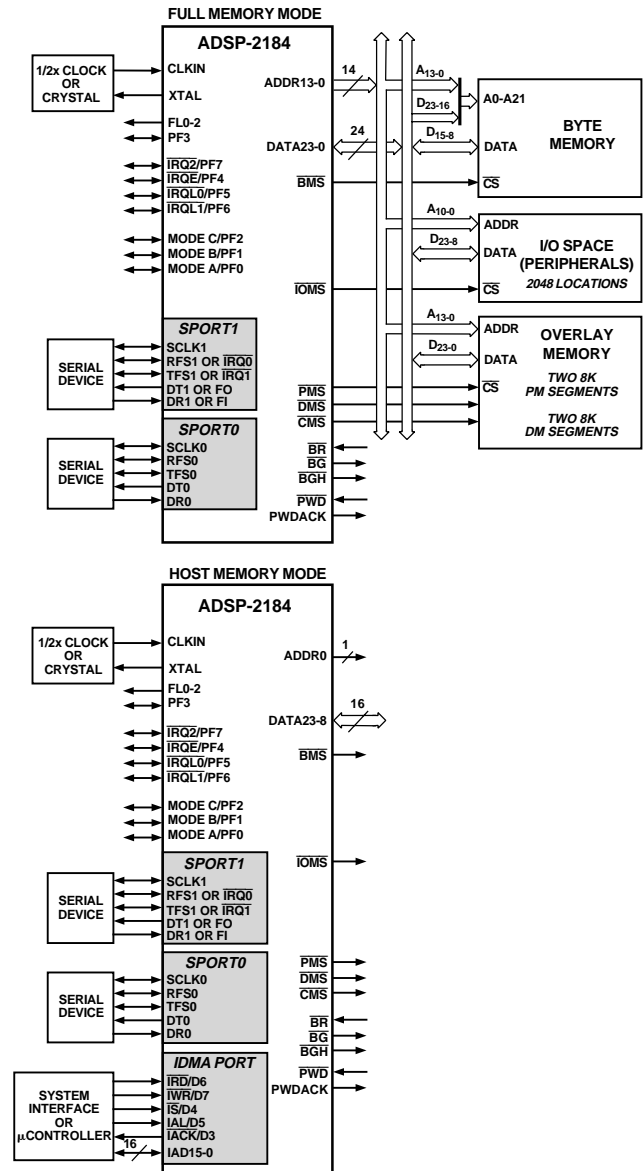 FULL MEMORY MODE
ADSP-2184
1/2x CLOCK
OR
CRYSTAL
CLKIN
XTAL
FL0-2
PF3
IRQ2/PF7
IRQE/PF4
IRQL0/PF5
IRQL1/PF6
MODE C/PF2
MODE B/PF1
MODE A/PF0
SPORT1
SCLK1
RFS1 OR IRQ0
TFS1 OR IRQ1
DT1 OR FO
DR1 OR FI
SERIAL
DEVICE
SPORT0
SCLK0
RFS0
TFS0
DT0
DR0
SERIAL
DEVICE
ADDR13-0
14
DATA23-0
24
BMS
IOMS
PMS
DMS
CMS
BR
BG
BGH
PWD
PWDACK
A13-0
D23-16
D15-8
A0-A21
DATA
CS
BYTE
MEMORY
A10-0
D23-8
ADDR
DATA
CS
I/O SPACE
(PERIPHERALS)
2048 LOCATIONS
A13-0
D23-0
ADDR
DATA
CS
OVERLAY
MEMORY
TWO 8K
PM SEGMENTS
TWO 8K
DM SEGMENTS
HOST MEMORY MODE
ADSP-2184
1/2x CLOCK
OR
CRYSTAL
CLKIN
XTAL
FL0-2
PF3
IRQ2/PF7
IRQE/PF4
IRQL0/PF5
IRQL1/PF6
MODE C/PF2
MODE B/PF1
MODE A/PF0
SPORT1
SCLK1
RFS1 OR IRQ0
TFS1 OR IRQ1
DT1 OR FO
DR1 OR FI
SERIAL
DEVICE
SPORT0
SCLK0
RFS0
TFS0
DT0
DR0
SERIAL
DEVICE
IDMA PORT
IRD/D6
IWR/D7
IS/D4
IAL/D5
IACK/D3
IAD15-0
16
SYSTEM
INTERFACE
OR
µCONTROLLER
ADDR0
1
DATA23-8
16
BMS
IOMS
PMS
DMS
CMS
BR
BG
BGH
PWD
PWDACK